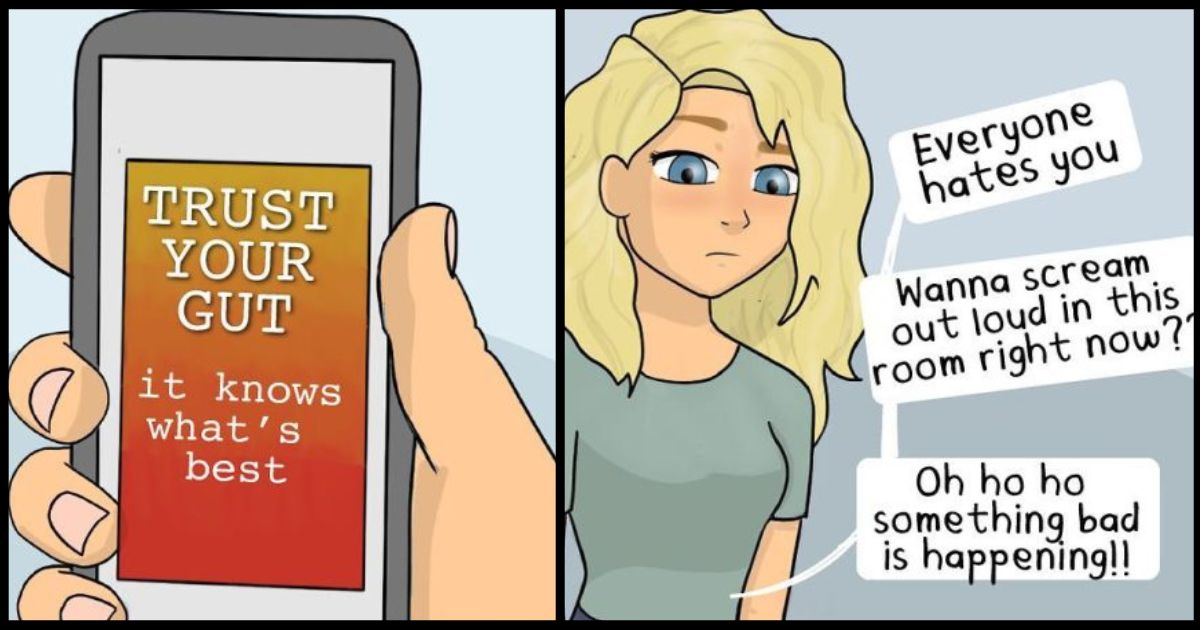 TRUST
YOUR
GUT
it knows
what's
best
Everyone
hates you
Wanna scream
out loud in this
room right now??
Oh ho ho
something bad
is happening!!